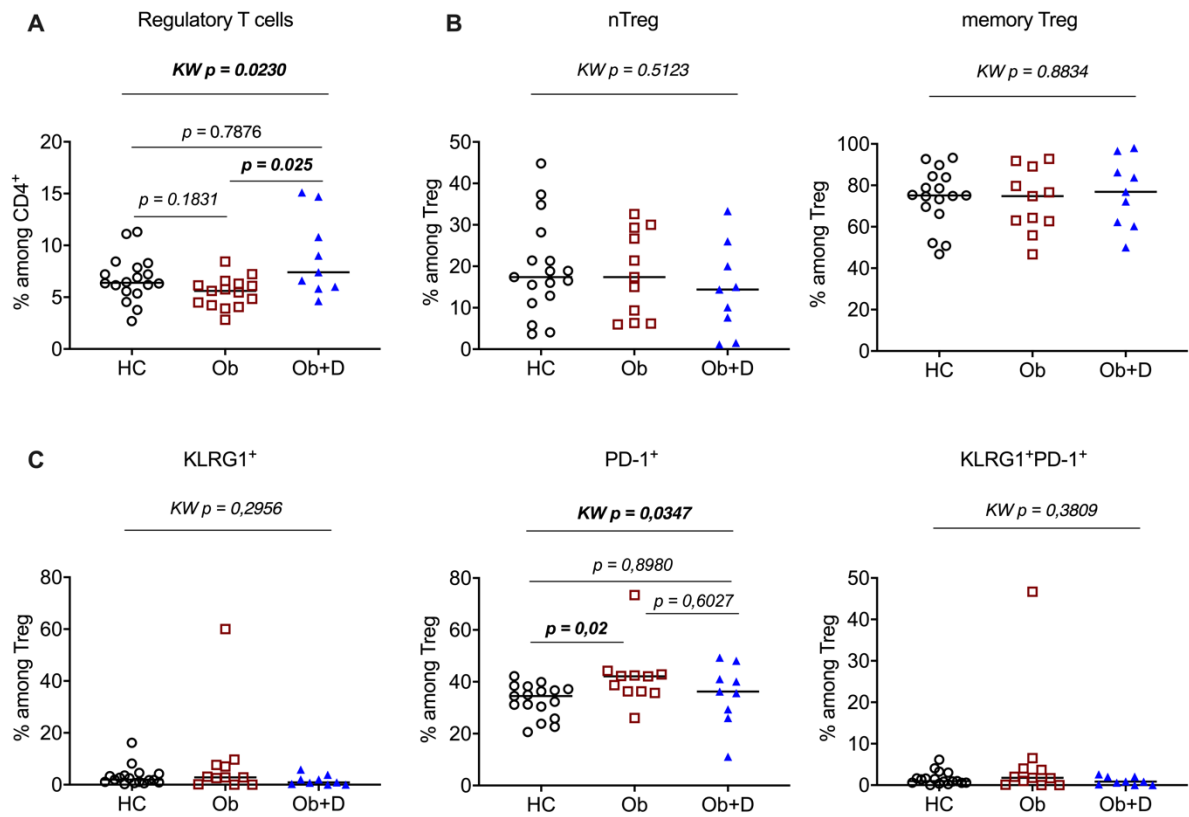 A
Regulatory T cells
KW p = 0.0230
p = 0.7876
p = 0.025
p = 0.1831
% among CD4⁺
20
15
10
5
0
HC
Ob
Ob+D
B
nTreg
KW p = 0.5123
% among Treg
50
40
30
20
10
0
HC
Ob
Ob+D
memory Treg
KW p = 0.8834
% among Treg
100
80
60
40
20
0
HC
Ob
Ob+D
C
KLRG1⁺
KW p = 0,2956
% among Treg
80
60
40
20
0
HC
Ob
Ob+D
PD-1⁺
KW p = 0,0347
p = 0,8980
p = 0,6027
p = 0,02
% among Treg
80
60
40
20
0
HC
Ob
Ob+D
KLRG1⁺PD-1⁺
KW p = 0,3809
% among Treg
50
40
30
20
10
0
HC
Ob
Ob+D